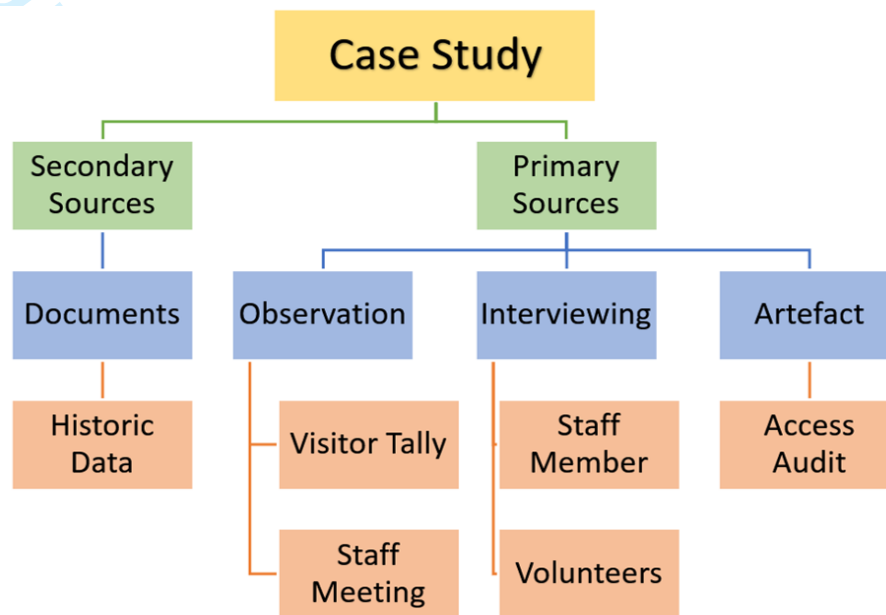 Case Study
Secondary
Sources
Primary
Sources
Documents
Observation
Interviewing
Artefact
Historic
Data
Visitor Tally
Staff
Member
Access
Audit
Staff
Meeting
Volunteers